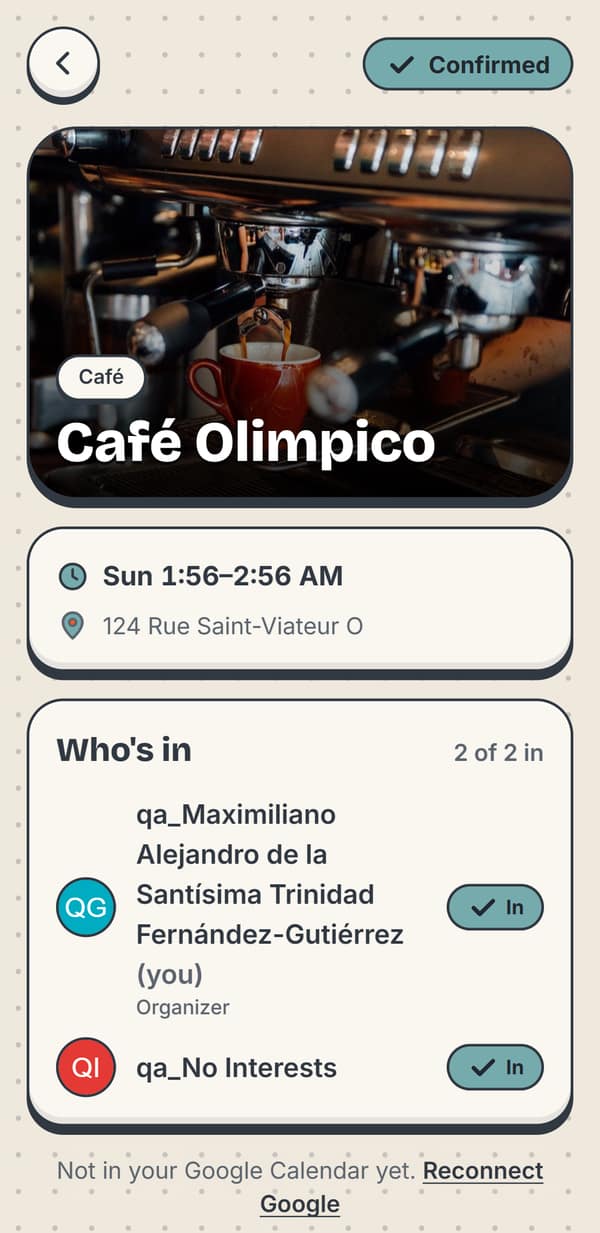 Confirmed
Café
Café Olimpico
Sun 1:56–2:56 AM
124 Rue Saint-Viateur O
Who's in
2 of 2 in
qa_Maximiliano
Alejandro de la
Santísima Trinidad
Fernández-Gutiérrez
(you)
Organizer
QG
In
QI
qa_No Interests
In
Not in your Google Calendar yet. Reconnect
Google